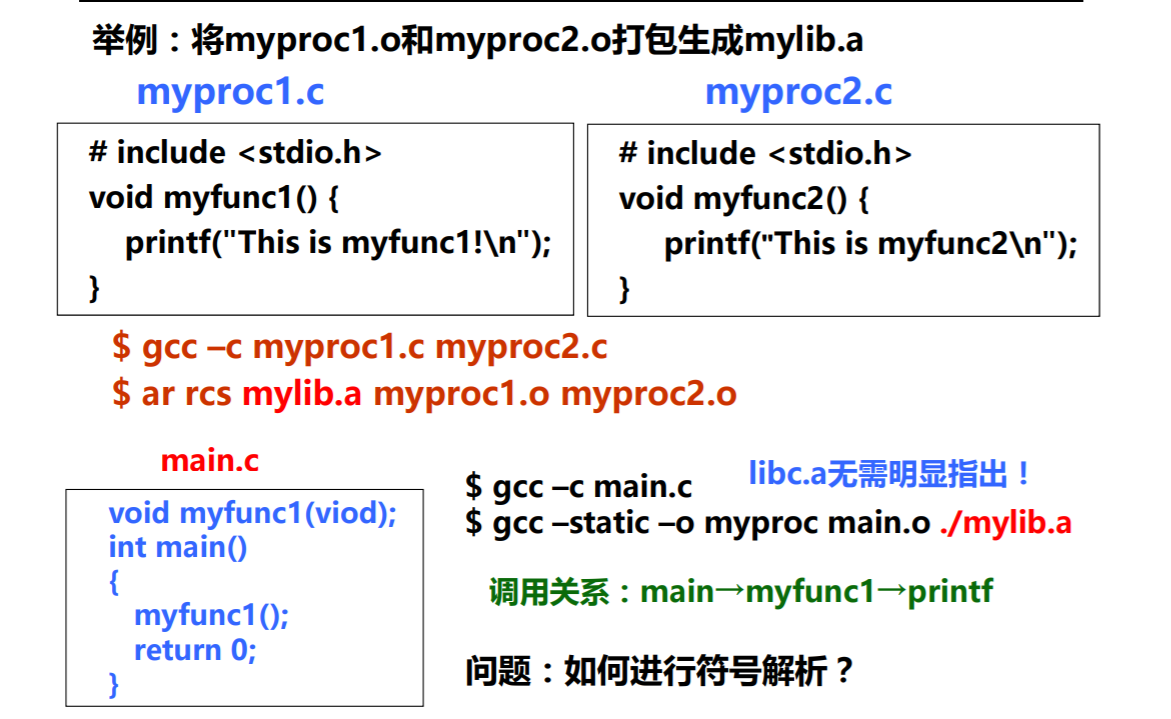 举例：将myproc1.o和myproc2.o打包生成mylib.a
myproc1.c
# include <stdio.h>
void myfunc1() {
printf("This is myfunc1!\n");
}
myproc2.c
# include <stdio.h>
void myfunc2() {
printf("This is myfunc2\n");
}
$ gcc –c myproc1.c myproc2.c
$ ar rcs mylib.a myproc1.o myproc2.o
main.c
void myfunc1(viod);
int main()
{
myfunc1();
return 0;
}
$ gcc –c main.c
libc.a无需明显指出！
$ gcc –static –o myproc main.o ./mylib.a
调用关系：main→myfunc1→printf
问题：如何进行符号解析？